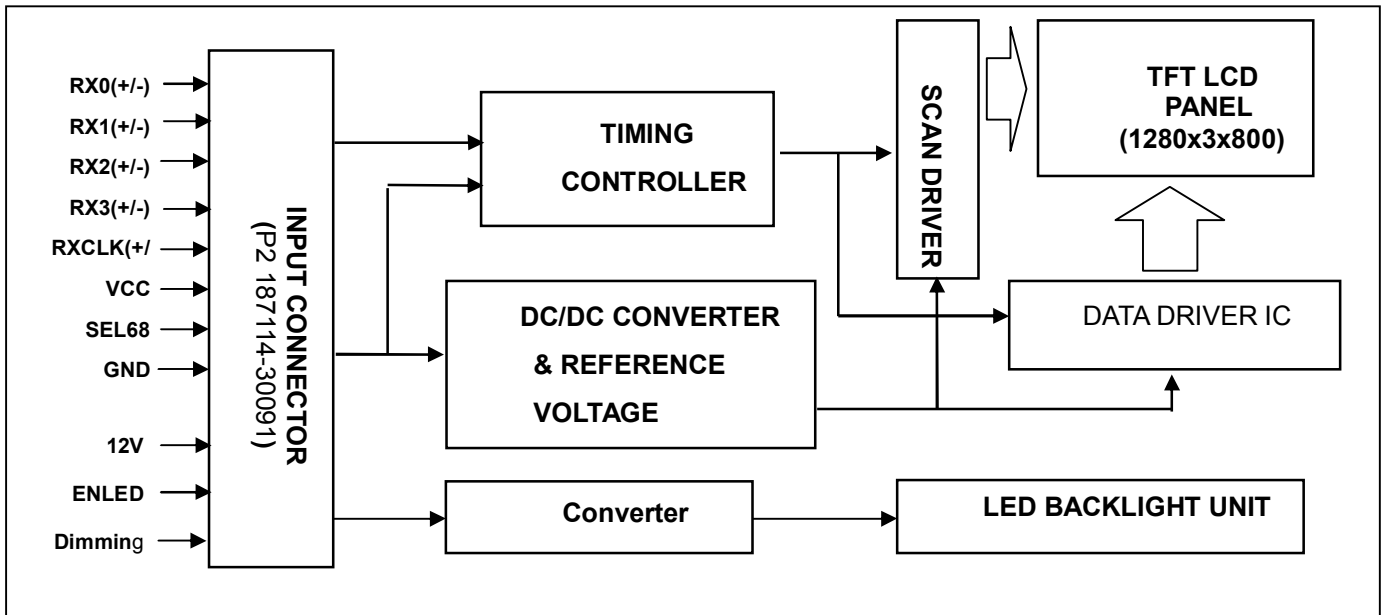 RX0(+/-)
RX1(+/-)
RX2(+/-)
RX3(+/-)
RXCLK(+/
VCC
SEL68
GND
12V
ENLED
Dimming
INPUT CONNECTOR
(P2 187114-30091)
TIMING
CONTROLLER
DC/DC CONVERTER
& REFERENCE
VOLTAGE
Converter
SCAN DRIVER
TFT LCD
PANEL
(1280x3x800)
DATA DRIVER IC
LED BACKLIGHT UNIT